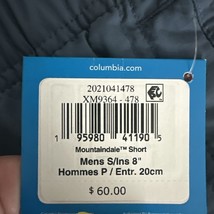 columbia.com
2021041478
XM9364 - 478
1 95980 41190 5
Mountaindale™ Short
Mens S/Ins 8"
Hommes P / Entr. 20cm
$ 60.00